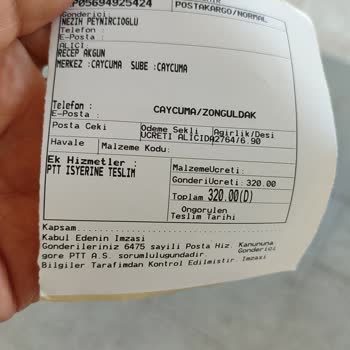 P05694925424
POSTAKARGO/NORMAL
Gonderici
NEZIH PEYNIRCIOGLU
Telefon :
E-Posta :
ALICI
RECEP AKGUN
MERKEZ :CAYCUMA SUBE :CAYCUMA
Telefon :
CAYCUMA/ZONGULDAK
E-Posta :
Posta Ceki
Odeme Sekli
Agirlik/Desi
UCRETI ALICIDA
2764/6.90
Havale
Malzeme Kodu:
Ek Hizmetler :
PTT ISYERINE TESLIM
MalzemeUcreti:
GonderiUcreti: 320.00
Toplam 320.00(D)
Ongorulen
Teslim Tarihi
Kapsam
Kabul Edenin Imzasi
Gonderileriniz 6475 sayili Posta Hiz. Kanununa
gore PTT A.S. sorumlulugundadir.
Gonderici
Bilgiler Tarafimdan Kontrol Edilmistir. Imzasi